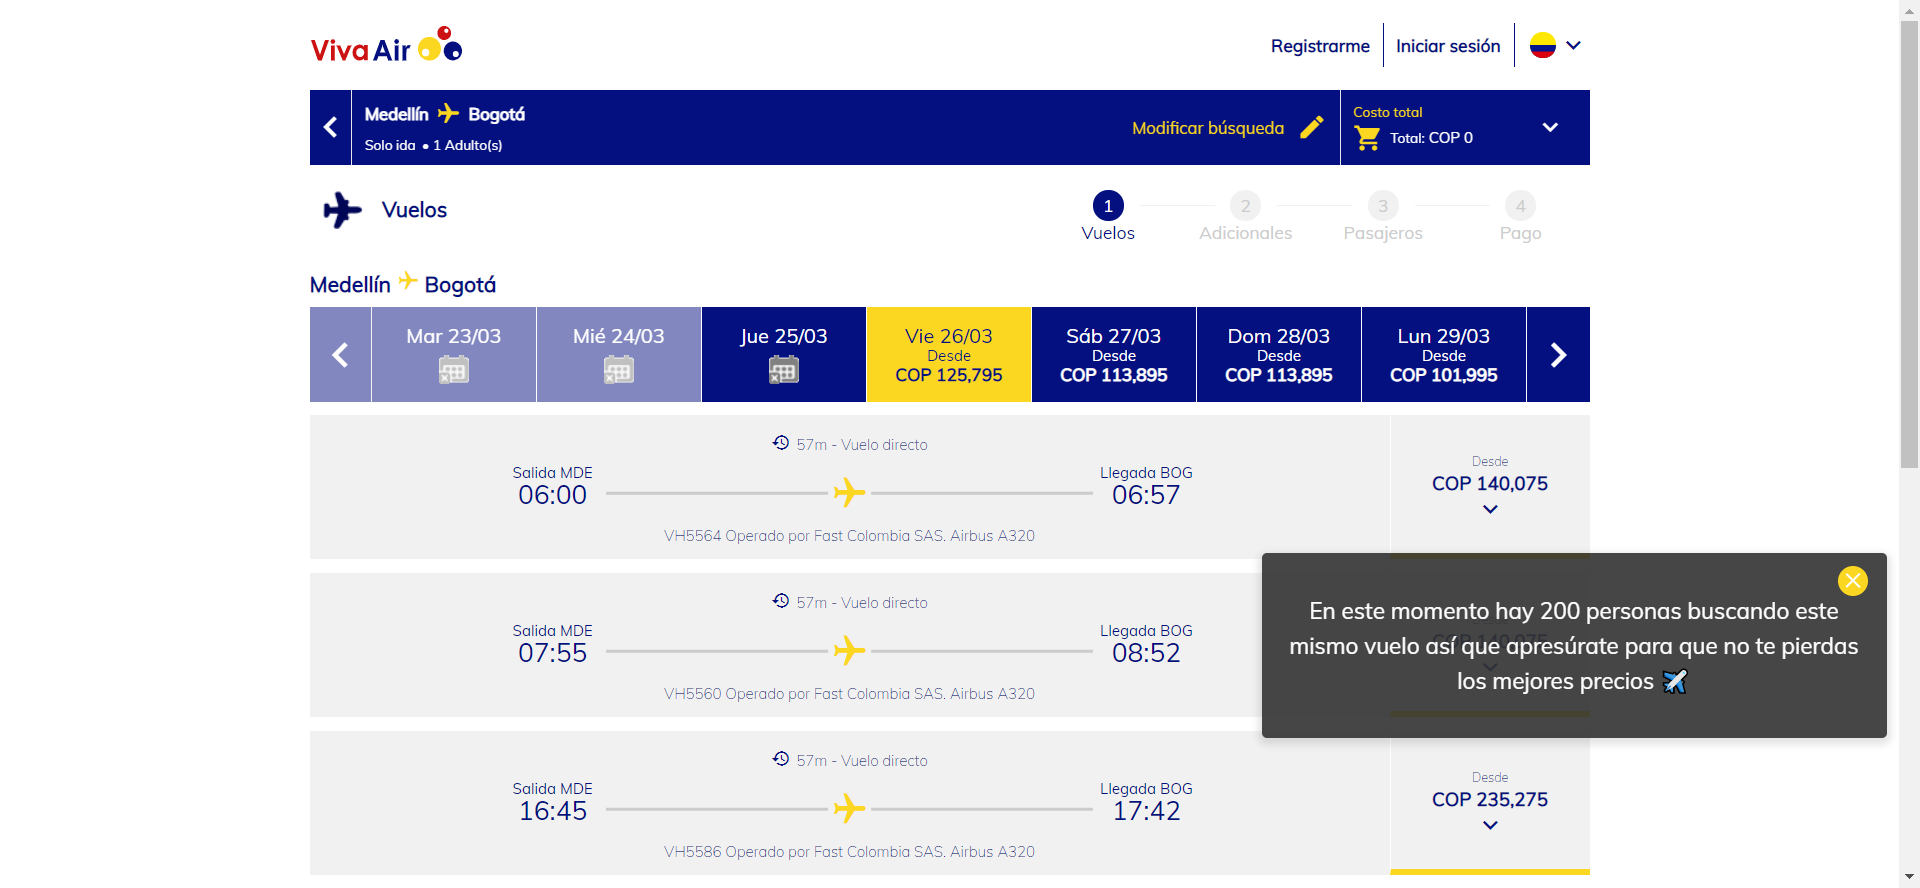 Viva Air
Registrarme
Iniciar sesión
Medellín Bogotá
Solo ida • 1 Adulto(s)
Modificar búsqueda
Costo total
Total: COP 0
Vuelos
1
Vuelos
2
Adicionales
3
Pasajeros
4
Pago
Medellín Bogotá
Mar 23/03
Mié 24/03
Jue 25/03
Vie 26/03
Desde
COP 125,795
Sáb 27/03
Desde
COP 113,895
Dom 28/03
Desde
COP 113,895
Lun 29/03
Desde
COP 101,995
57m - Vuelo directo
Salida MDE
06:00
Llegada BOG
06:57
VH5564 Operado por Fast Colombia SAS. Airbus A320
Desde
COP 140,075
57m - Vuelo directo
Salida MDE
07:55
Llegada BOG
08:52
VH5560 Operado por Fast Colombia SAS. Airbus A320
COP 140,075
En este momento hay 200 personas buscando este
mismo vuelo así que apresúrate para que no te pierdas
los mejores precios
57m - Vuelo directo
Salida MDE
16:45
Llegada BOG
17:42
VH5586 Operado por Fast Colombia SAS. Airbus A320
Desde
COP 235,275